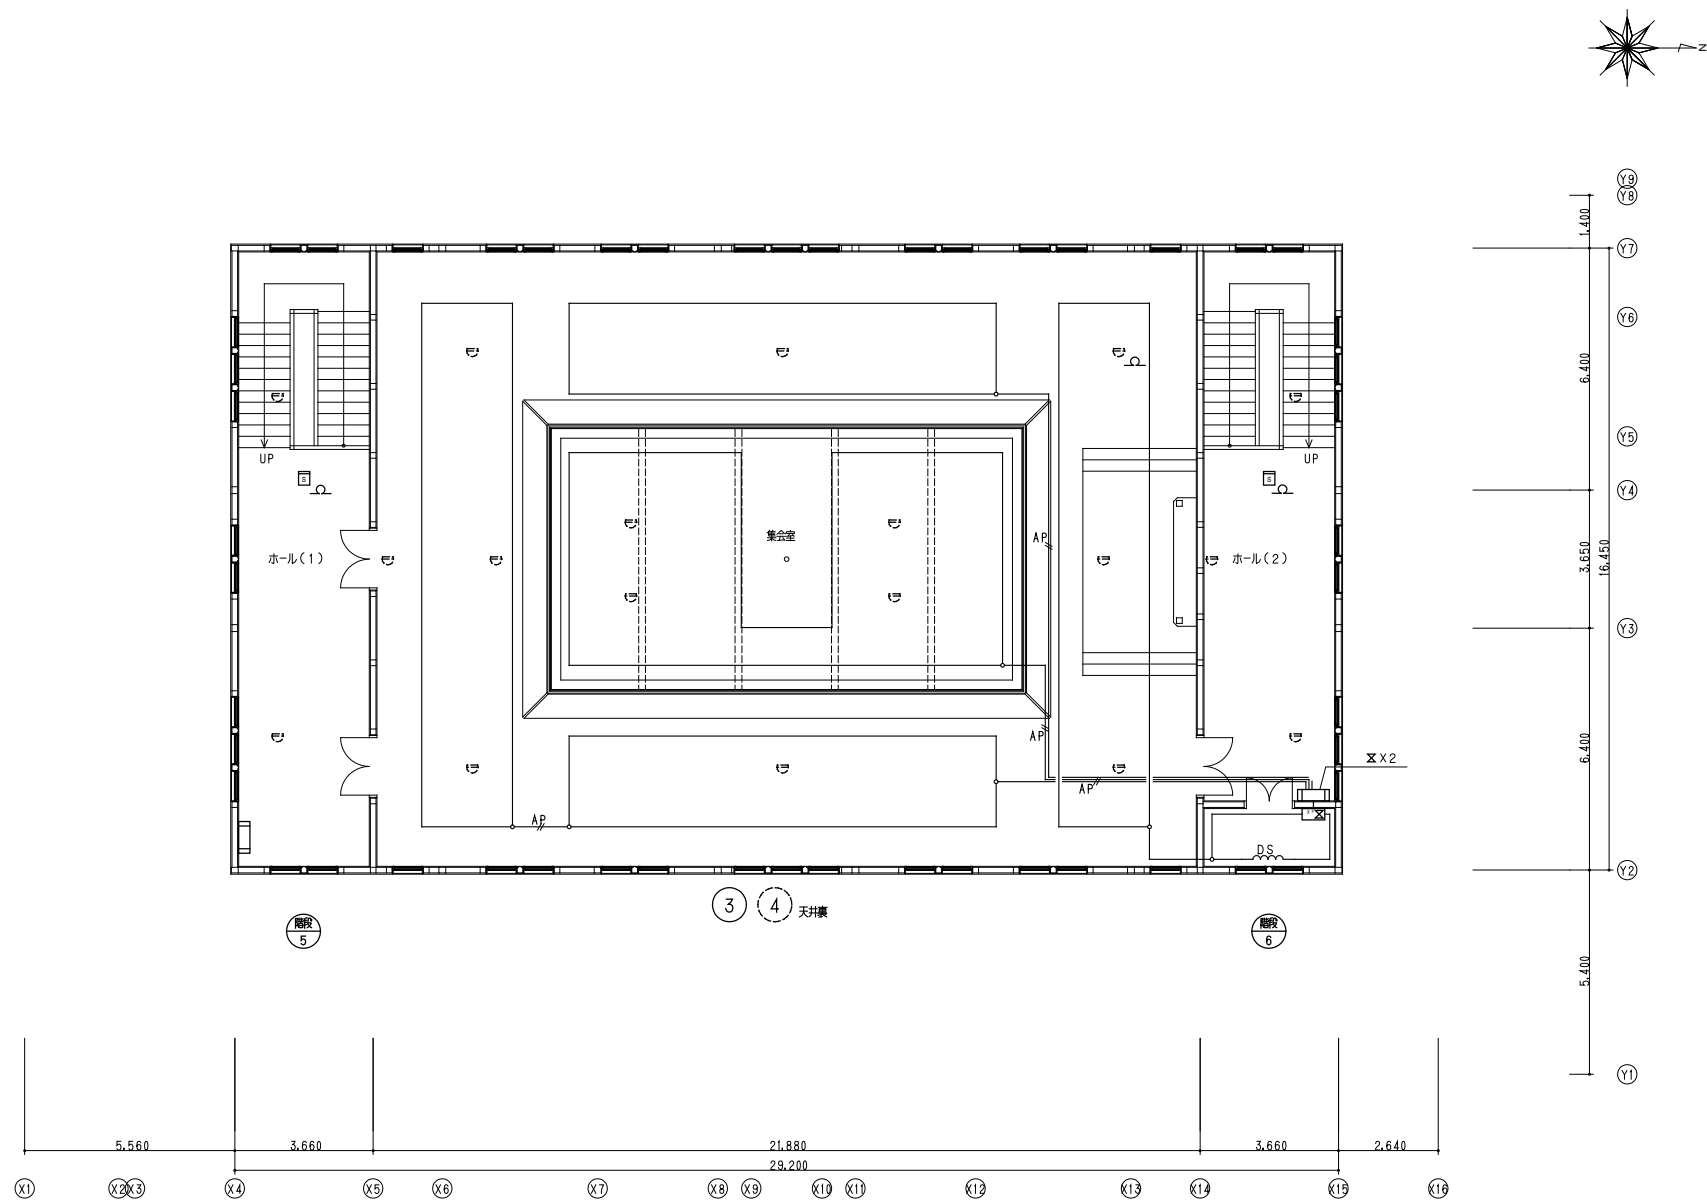 N
Y9
Y8
1,400
Y7
Y6
6,400
UP
UP
Y5
S
S
Y4
集会室
AP
ホール(1)
ホール(2)
3,650
16,450
Y3
AP
6,400
X2
AP
AP
DS
Y2
3
4
天井裏
階段
5
階段
6
5,400
Y1
5,560
3,660
21,880
3,660
2,640
29,200
X1
X2
X3
X4
X5
X6
X7
X8
X9
X10
X11
X12
X13
X14
X15
X16